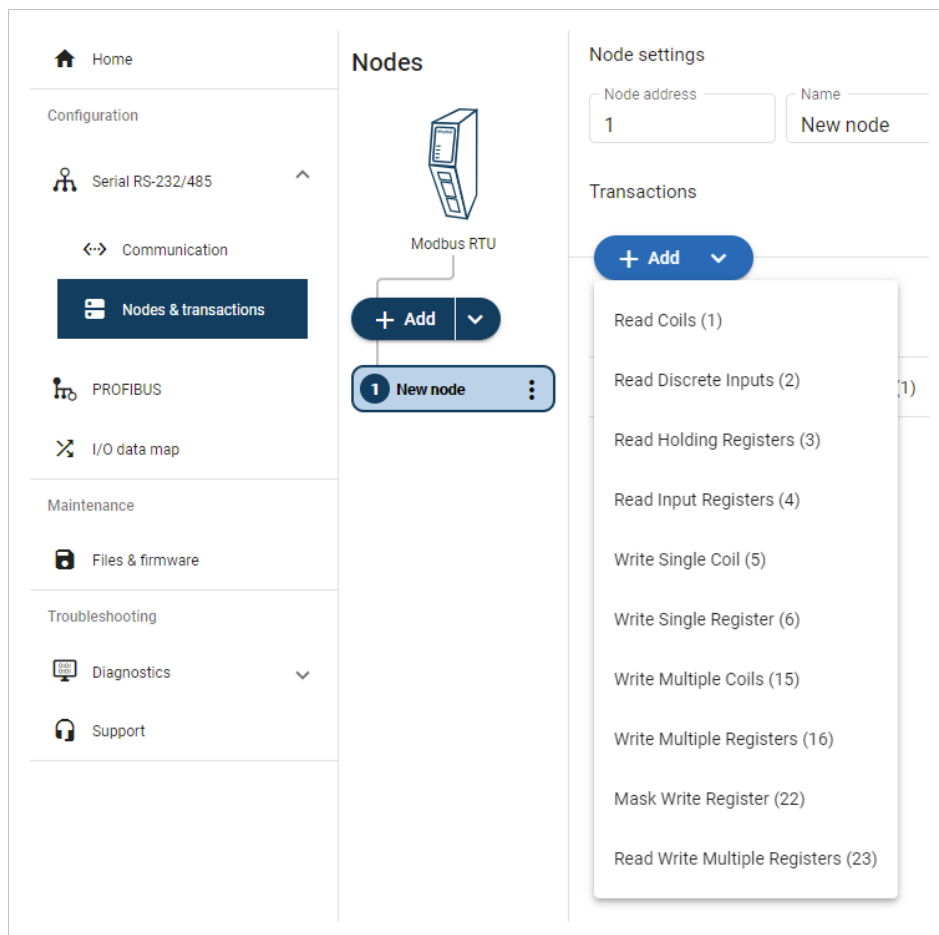 Home
Configuration
Serial RS-232/485
Communication
Nodes & transactions
PROFIBUS
I/O data map
Maintenance
Files & firmware
Troubleshooting
Diagnostics
Support
Nodes
Modbus RTU
+ Add
1 New node
Node settings
Node address
1
Name
New node
Transactions
+ Add
(1)
Read Coils (1)
Read Discrete Inputs (2)
Read Holding Registers (3)
Read Input Registers (4)
Write Single Coil (5)
Write Single Register (6)
Write Multiple Coils (15)
Write Multiple Registers (16)
Mask Write Register (22)
Read Write Multiple Registers (23)